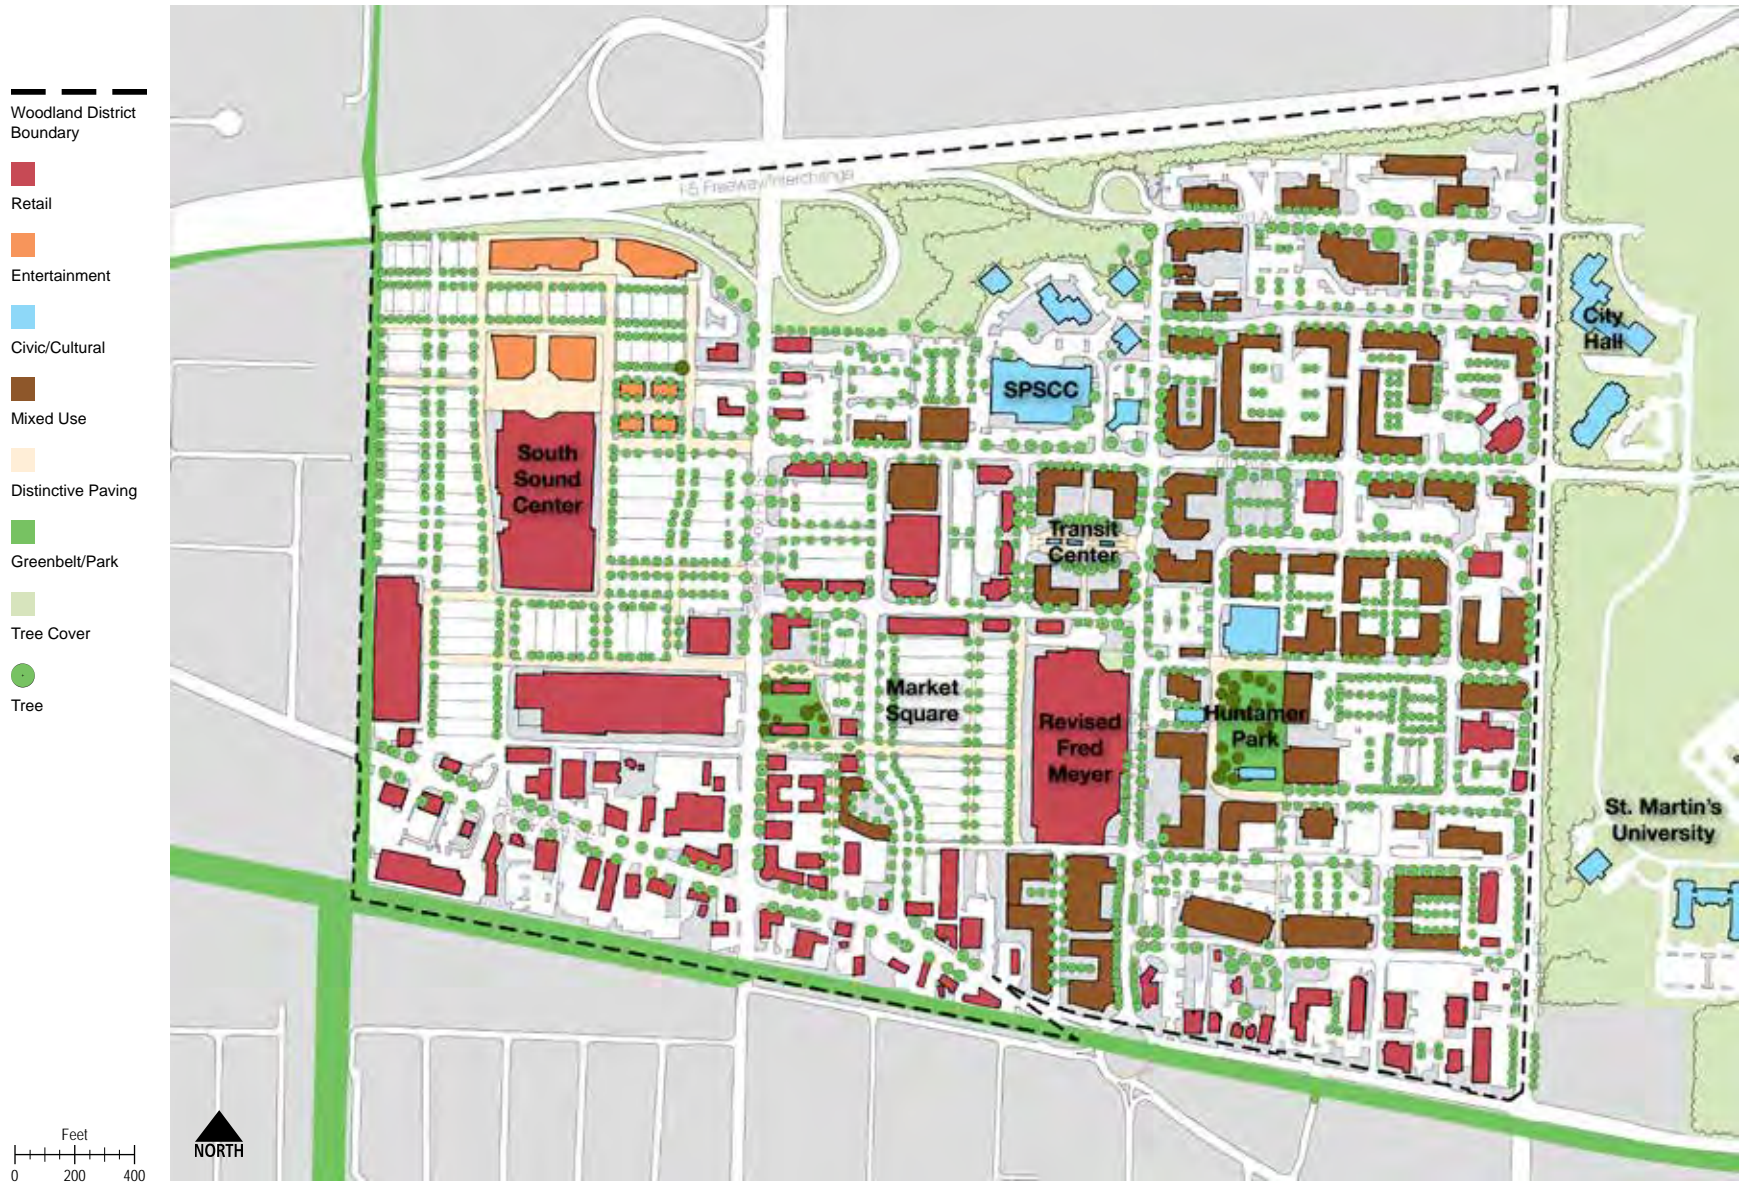 Woodland District
Boundary
Retail
Entertainment
Civic/Cultural
Mixed Use
Distinctive Paving
Greenbelt/Park
Tree Cover
Tree
Feet
0 200 400
NORTH
I-5 Freeway/Interchange
City
Hall
SPSCC
South
Sound
Center
Transit
Center
Market
Square
Revised
Fred
Meyer
Huntamer
Park
St. Martin's
University